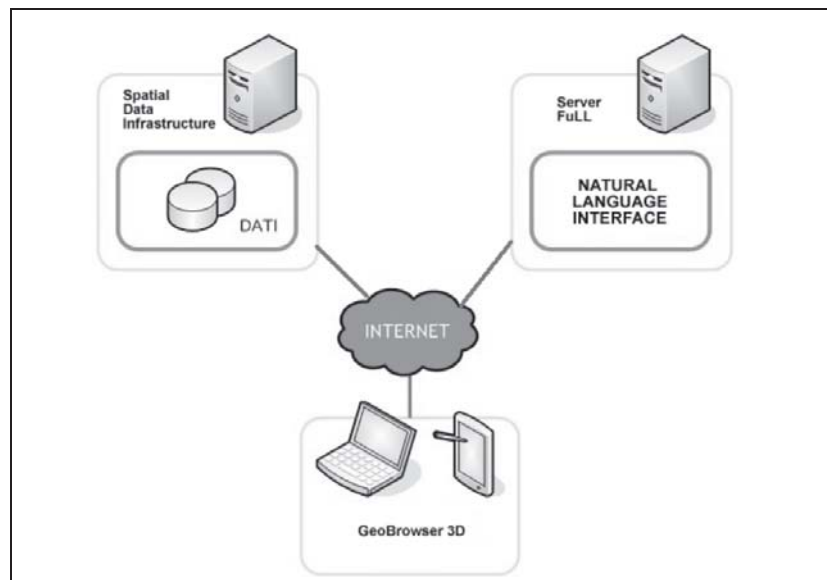 Spatial
Data
Infrastructure
DATI
Server
FuLL
NATURAL
LANGUAGE
INTERFACE
INTERNET
GeoBrowser 3D